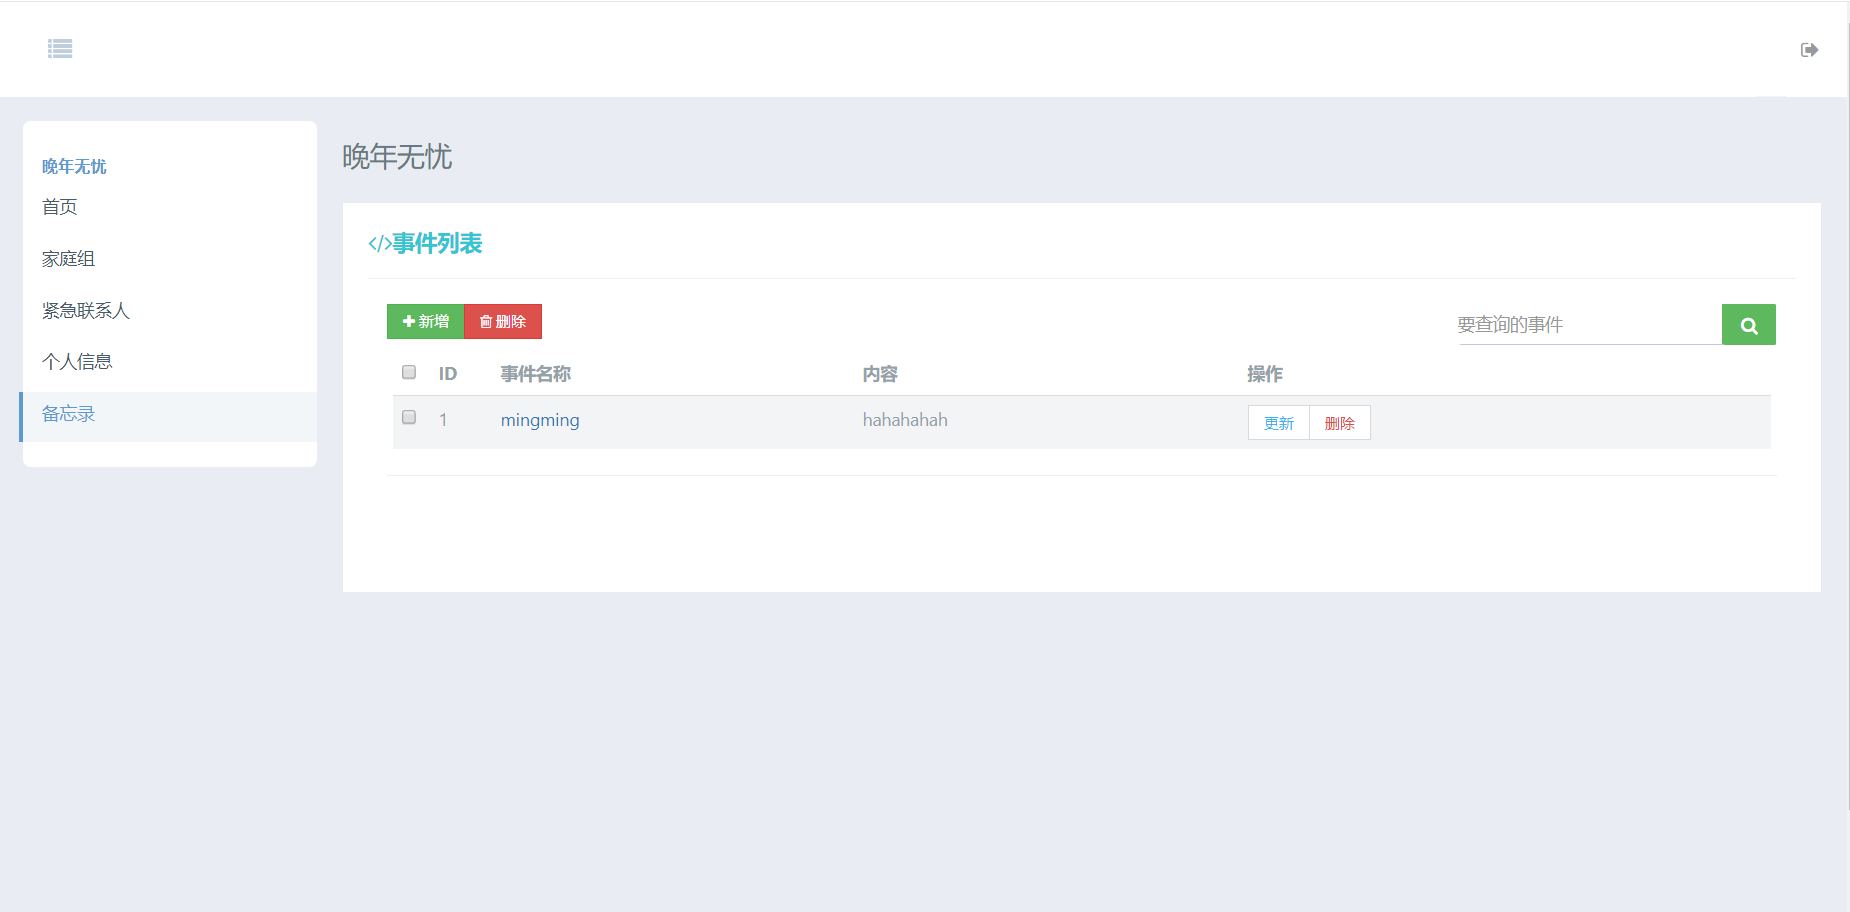 晚年无忧
首页
家庭组
紧急联系人
个人信息
备忘录
晚年无忧
</>事件列表
新增 删除
要查询的事件
ID 事件名称 内容 操作
1 mingming hahahahah 更新 删除